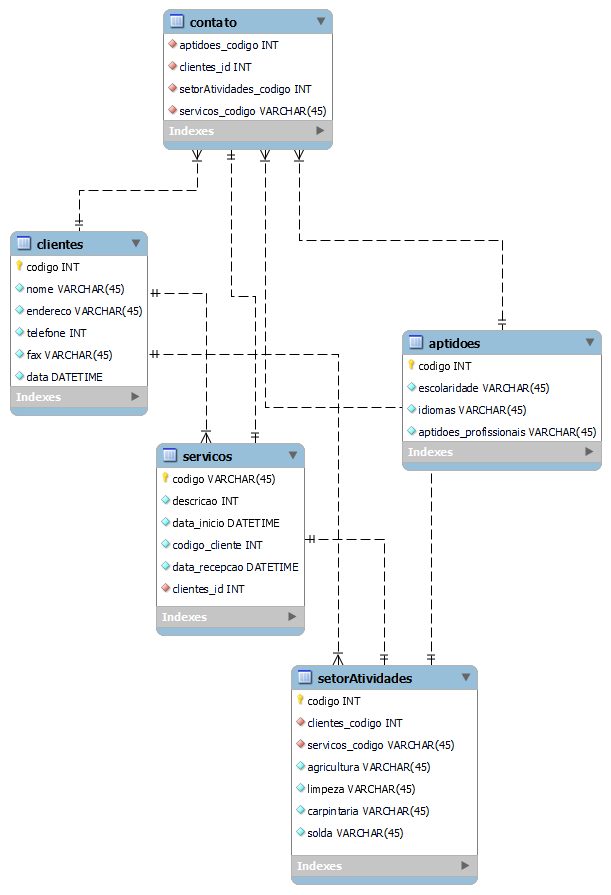 contato
aptidoes_codigo INT
clientes_id INT
setorAtividades_codigo INT
servicos_codigo VARCHAR(45)
Indexes
clientes
codigo INT
nome VARCHAR(45)
endereco VARCHAR(45)
telefone INT
fax VARCHAR(45)
data DATETIME
Indexes
aptidoes
codigo INT
escolaridade VARCHAR(45)
idiomas VARCHAR(45)
aptidoes_profissionais VARCHAR(45)
Indexes
servicos
codigo VARCHAR(45)
descricao INT
data_inicio DATETIME
codigo_cliente INT
data_recepcao DATETIME
clientes_id INT
Indexes
setorAtividades
codigo INT
clientes_codigo INT
servicos_codigo VARCHAR(45)
agricultura VARCHAR(45)
limpeza VARCHAR(45)
carpintaria VARCHAR(45)
solda VARCHAR(45)
Indexes